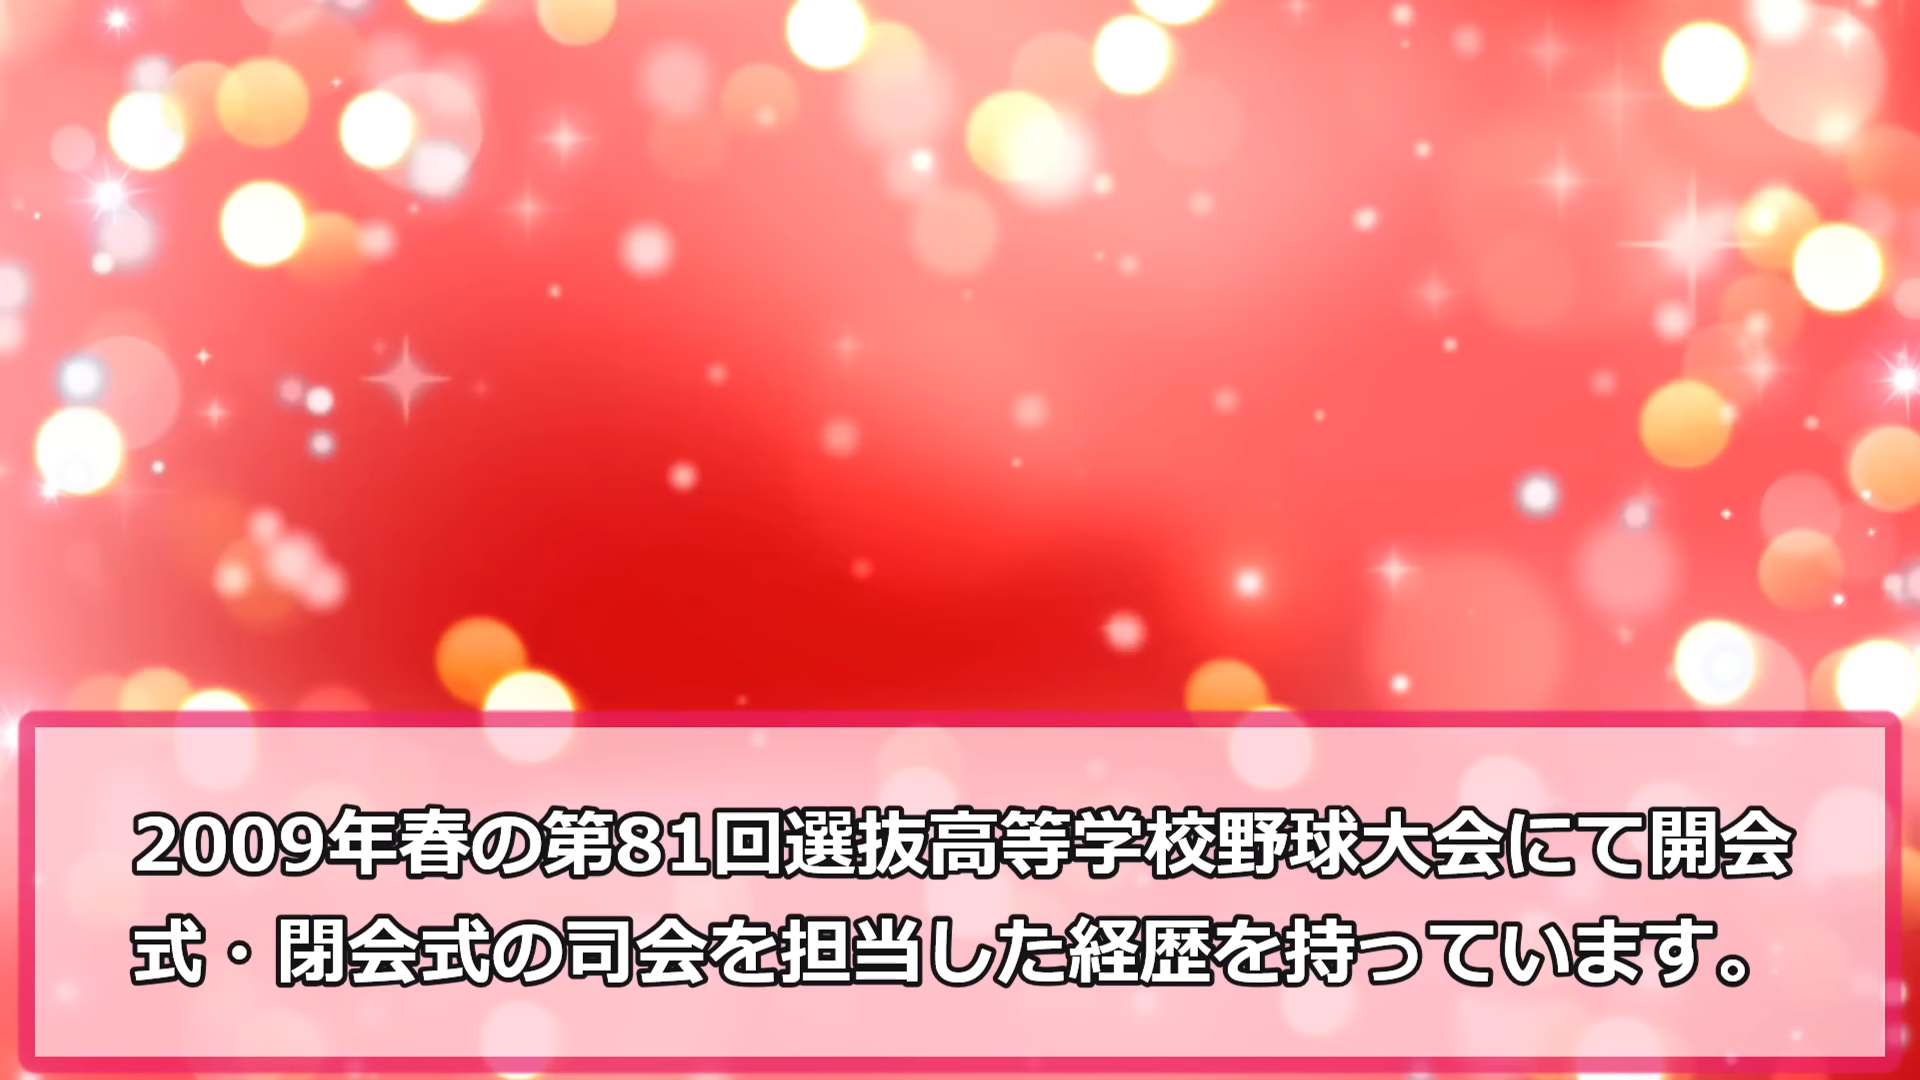 2009年春の第81回選抜高等学校野球大会にて開会
式・閉会式の司会を担当した経歴を持っています。